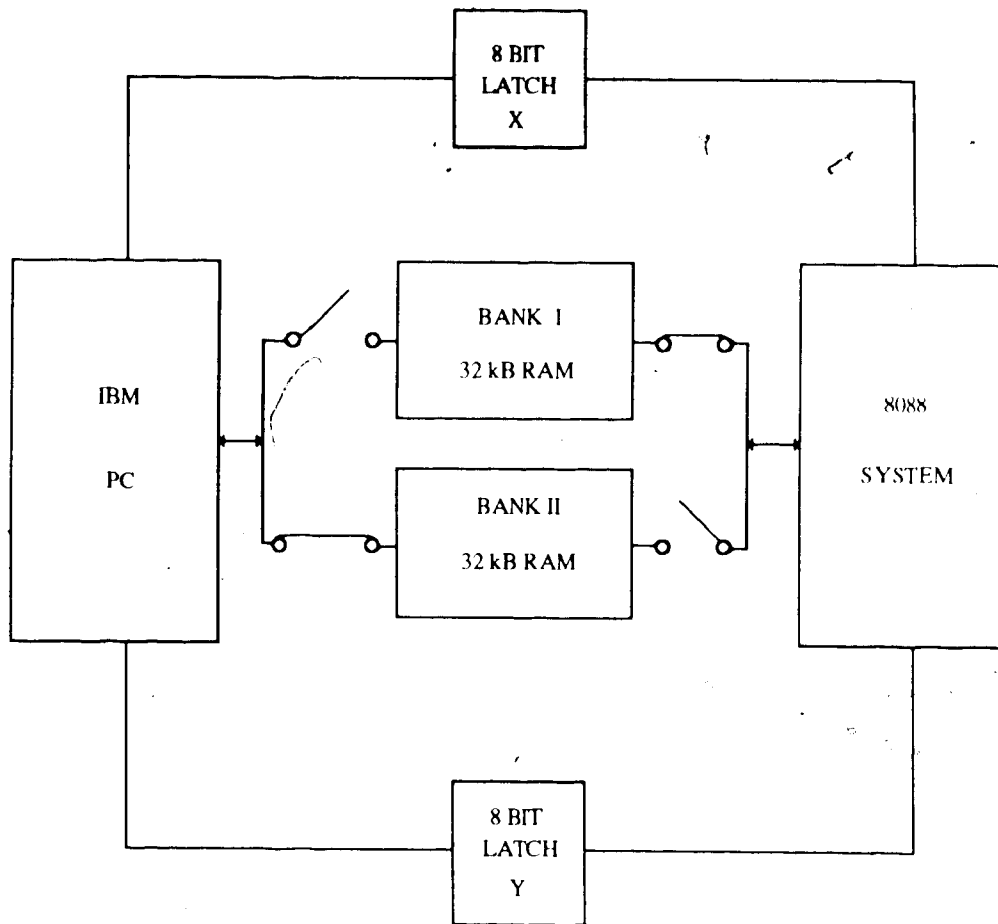 8 BIT
LATCH
X
BANK I
32 kB RAM
IBM
PC
8088
SYSTEM
BANK II
32 kB RAM
8 BIT
LATCH
Y